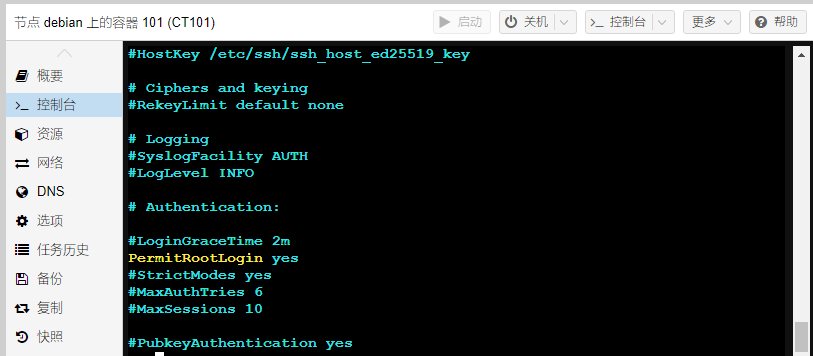 节点 debian 上的容器 101 (CT101)
启动
关机
控制台
更多
帮助
概要
控制台
资源
网络
DNS
选项
任务历史
备份
复制
快照
#HostKey /etc/ssh/ssh_host_ed25519_key
# Ciphers and keying
#RekeyLimit default none
# Logging
#SyslogFacility AUTH
#LogLevel INFO
# Authentication:
#LoginGraceTime 2m
PermitRootLogin yes
#StrictModes yes
#MaxAuthTries 6
#MaxSessions 10
#PubkeyAuthentication yes